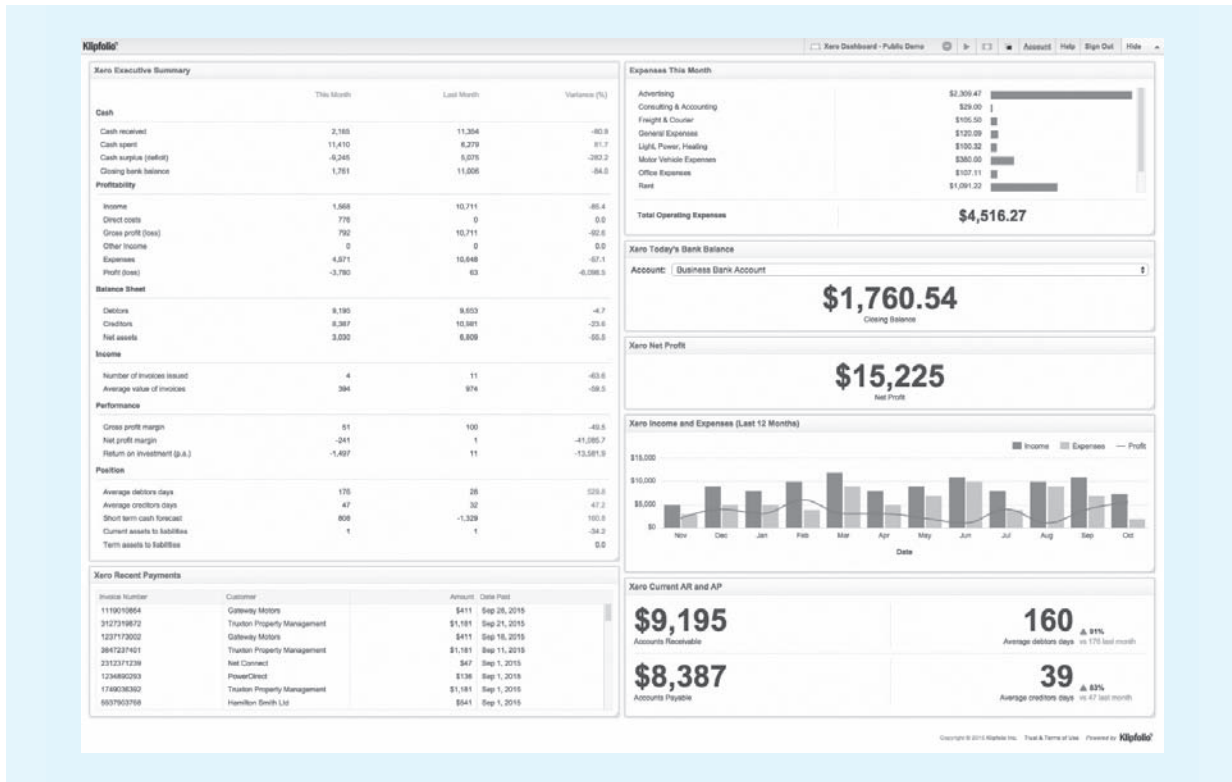 Klipfolio
Xero Dashboard - Public Demo Account Help Sign Out Hide
Xero Executive Summary
This Month Last Month Variance (%)
Cash
Cash received 2,165 11,354 -80.9
Cash spent 11,410 6,279 81.7
Cash surplus (deficit) -9,245 5,075 -282.2
Closing bank balance 1,761 11,006 -84.0
Profitability
Income 1,568 10,711 -85.4
Direct costs 776 0 0.0
Gross profit (loss) 792 10,711 -92.6
Other Income 0 0 0.0
Expenses 4,571 10,648 -57.1
Profit (loss) -3,780 63 -6,098.5
Balance Sheet
Debtors 9,195 9,653 -4.7
Creditors 8,387 10,981 -23.6
Net assets 3,030 6,809 -55.5
Income
Number of invoices issued 4 11 -63.6
Average value of invoices 394 974 -59.5
Performance
Gross profit margin 51 100 -49.5
Net profit margin -241 1 -41,085.7
Return on investment (p.a.) -1,497 11 -13,581.9
Position
Average debtors days 176 28 529.8
Average creditors days 47 32 47.2
Short term cash forecast 808 -1,329 160.8
Current assets to liabilities 1 1 -34.2
Term assets to liabilities 0.0
Xero Recent Payments
Invoice Number Customer Amount Date Paid
1119010864 Gateway Motors $411 Sep 28, 2015
3127319872 Truxton Property Management $1,181 Sep 21, 2015
1237173002 Gateway Motors $411 Sep 16, 2015
3847237401 Truxton Property Management $1,181 Sep 11, 2015
2312371239 Net Connect $47 Sep 1, 2015
1234890293 PowerDirect $136 Sep 1, 2015
1749036392 Truxton Property Management $1,181 Sep 1, 2015
5557903768 Hamilton Smith Ltd $541 Sep 1, 2015
Expenses This Month
Advertising $2,309.47
Consulting & Accounting $29.00
Freight & Courier $105.50
General Expenses $120.09
Light, Power, Heating $100.32
Motor Vehicle Expenses $380.00
Office Expenses $107.11
Rent $1,091.22
Total Operating Expenses $4,516.27
Xero Today's Bank Balance
Account: Business Bank Account
$1,760.54
Closing Balance
Xero Net Profit
$15,225
Net Profit
Xero Income and Expenses (Last 12 Months)
Income Expenses Profit
$15,000
$10,000
$5,000
$0
Nov Dec Jan Feb Mar Apr May Jun Jul Aug Sep Oct
Date
Xero Current AR and AP
$9,195
Accounts Receivable
160 91%
Average debtors days vs 176 last month
$8,387
Accounts Payable
39 83%
Average creditors days vs 47 last month
Copyright © 2015 Klipfolio Inc. Trust & Terms of Use Powered by Klipfolio